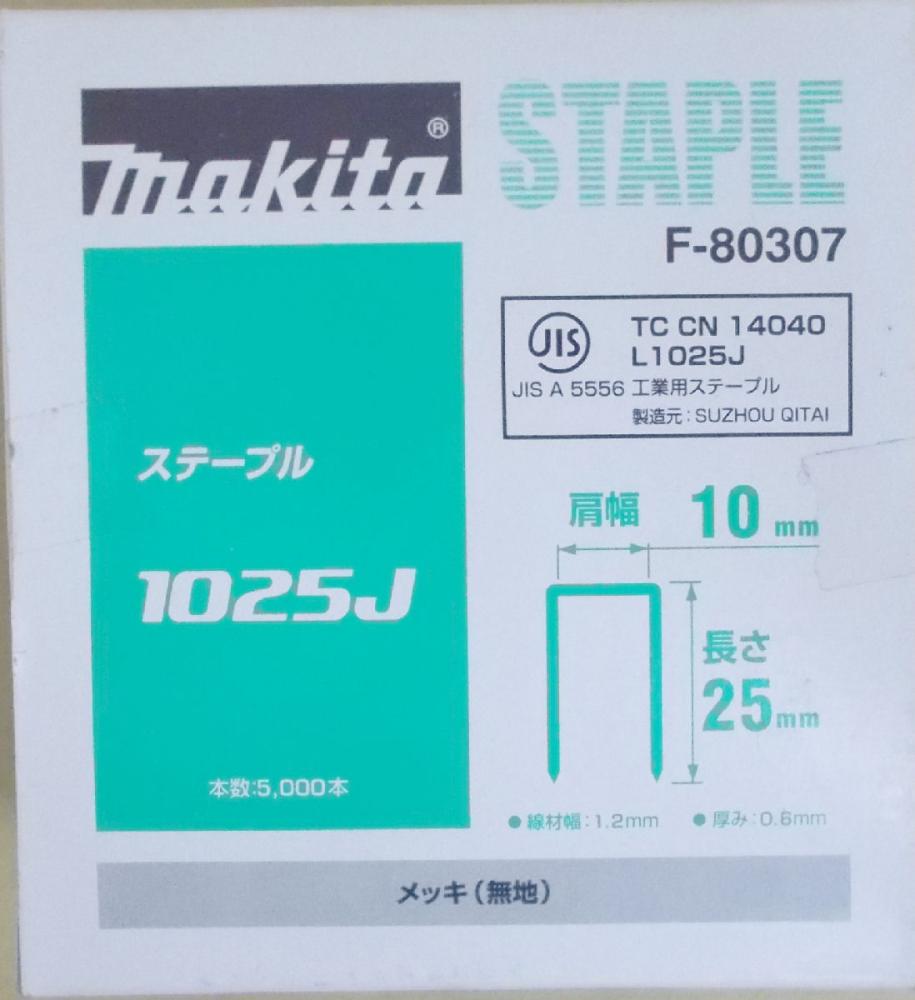 makita®
STAPLE
F-80307
JIS
TC CN 14040
L1025J
JIS A 5556 工業用ステープル
製造元:SUZHOU QITAI
ステープル
1025J
本数:5,000本
肩幅 10mm
長さ
25mm
●線材幅:1.2mm ●厚み:0.6mm
メッキ(無地)